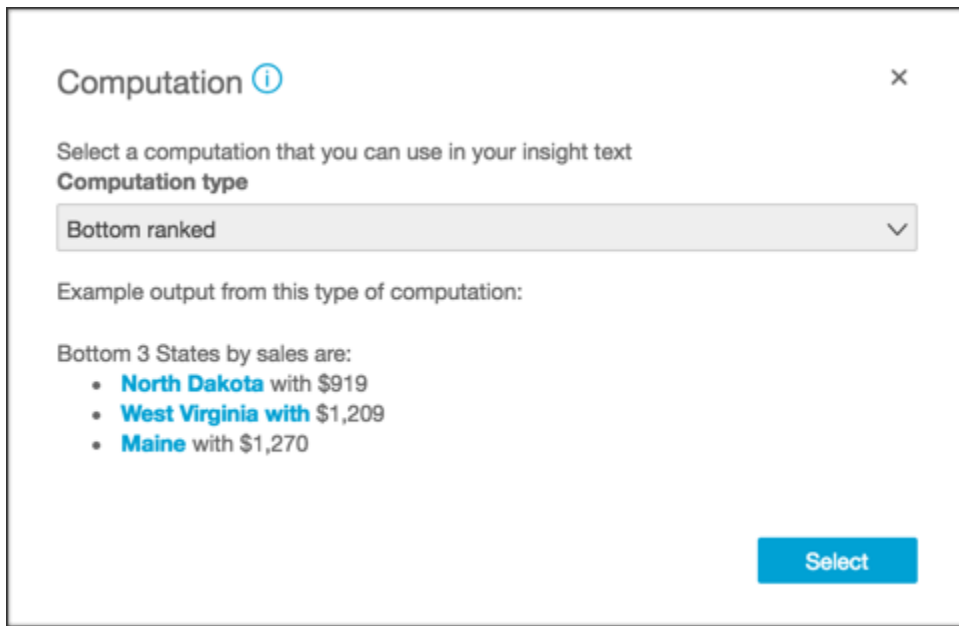 Computation
Select a computation that you can use in your insight text
Computation type
Bottom ranked
Example output from this type of computation:
Bottom 3 States by sales are:
• North Dakota with $919
• West Virginia with $1,209
• Maine with $1,270
Select